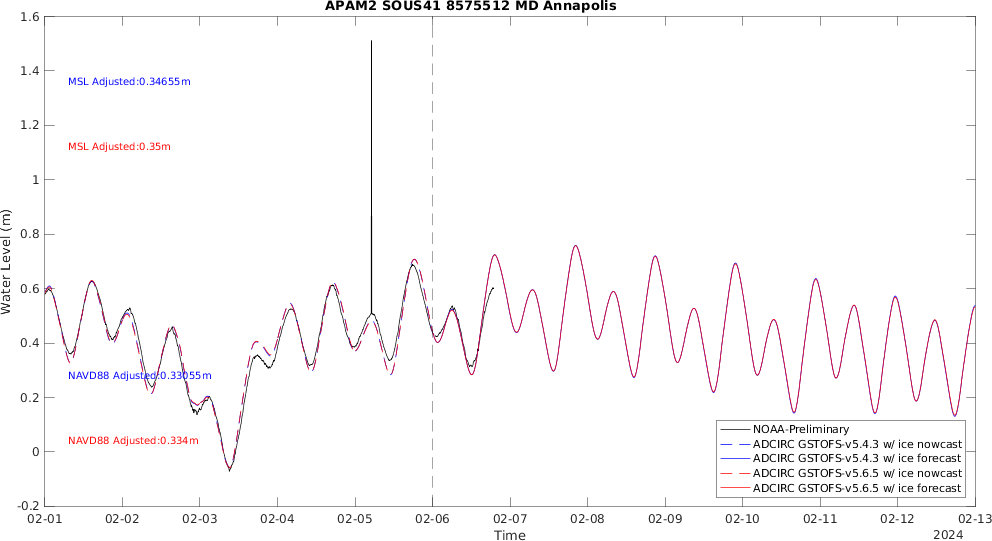 APAM2 SOUS41 8575512 MD Annapolis
1.6
1.4
1.2
1
0.8
0.6
0.4
0.2
0
-0.2
Water Level (m)
MSL Adjusted:0.34655m
MSL Adjusted:0.35m
NAVD88 Adjusted:0.33055m
NAVD88 Adjusted:0.334m
NOAA-Preliminary
ADCIRC GSTOFS-v5.4.3 w/ ice nowcast
ADCIRC GSTOFS-v5.4.3 w/ ice forecast
ADCIRC GSTOFS-v5.6.5 w/ ice nowcast
ADCIRC GSTOFS-v5.6.5 w/ ice forecast
02-01 02-02 02-03 02-04 02-05 02-06 02-07 02-08 02-09 02-10 02-11 02-12 02-13
Time
2024